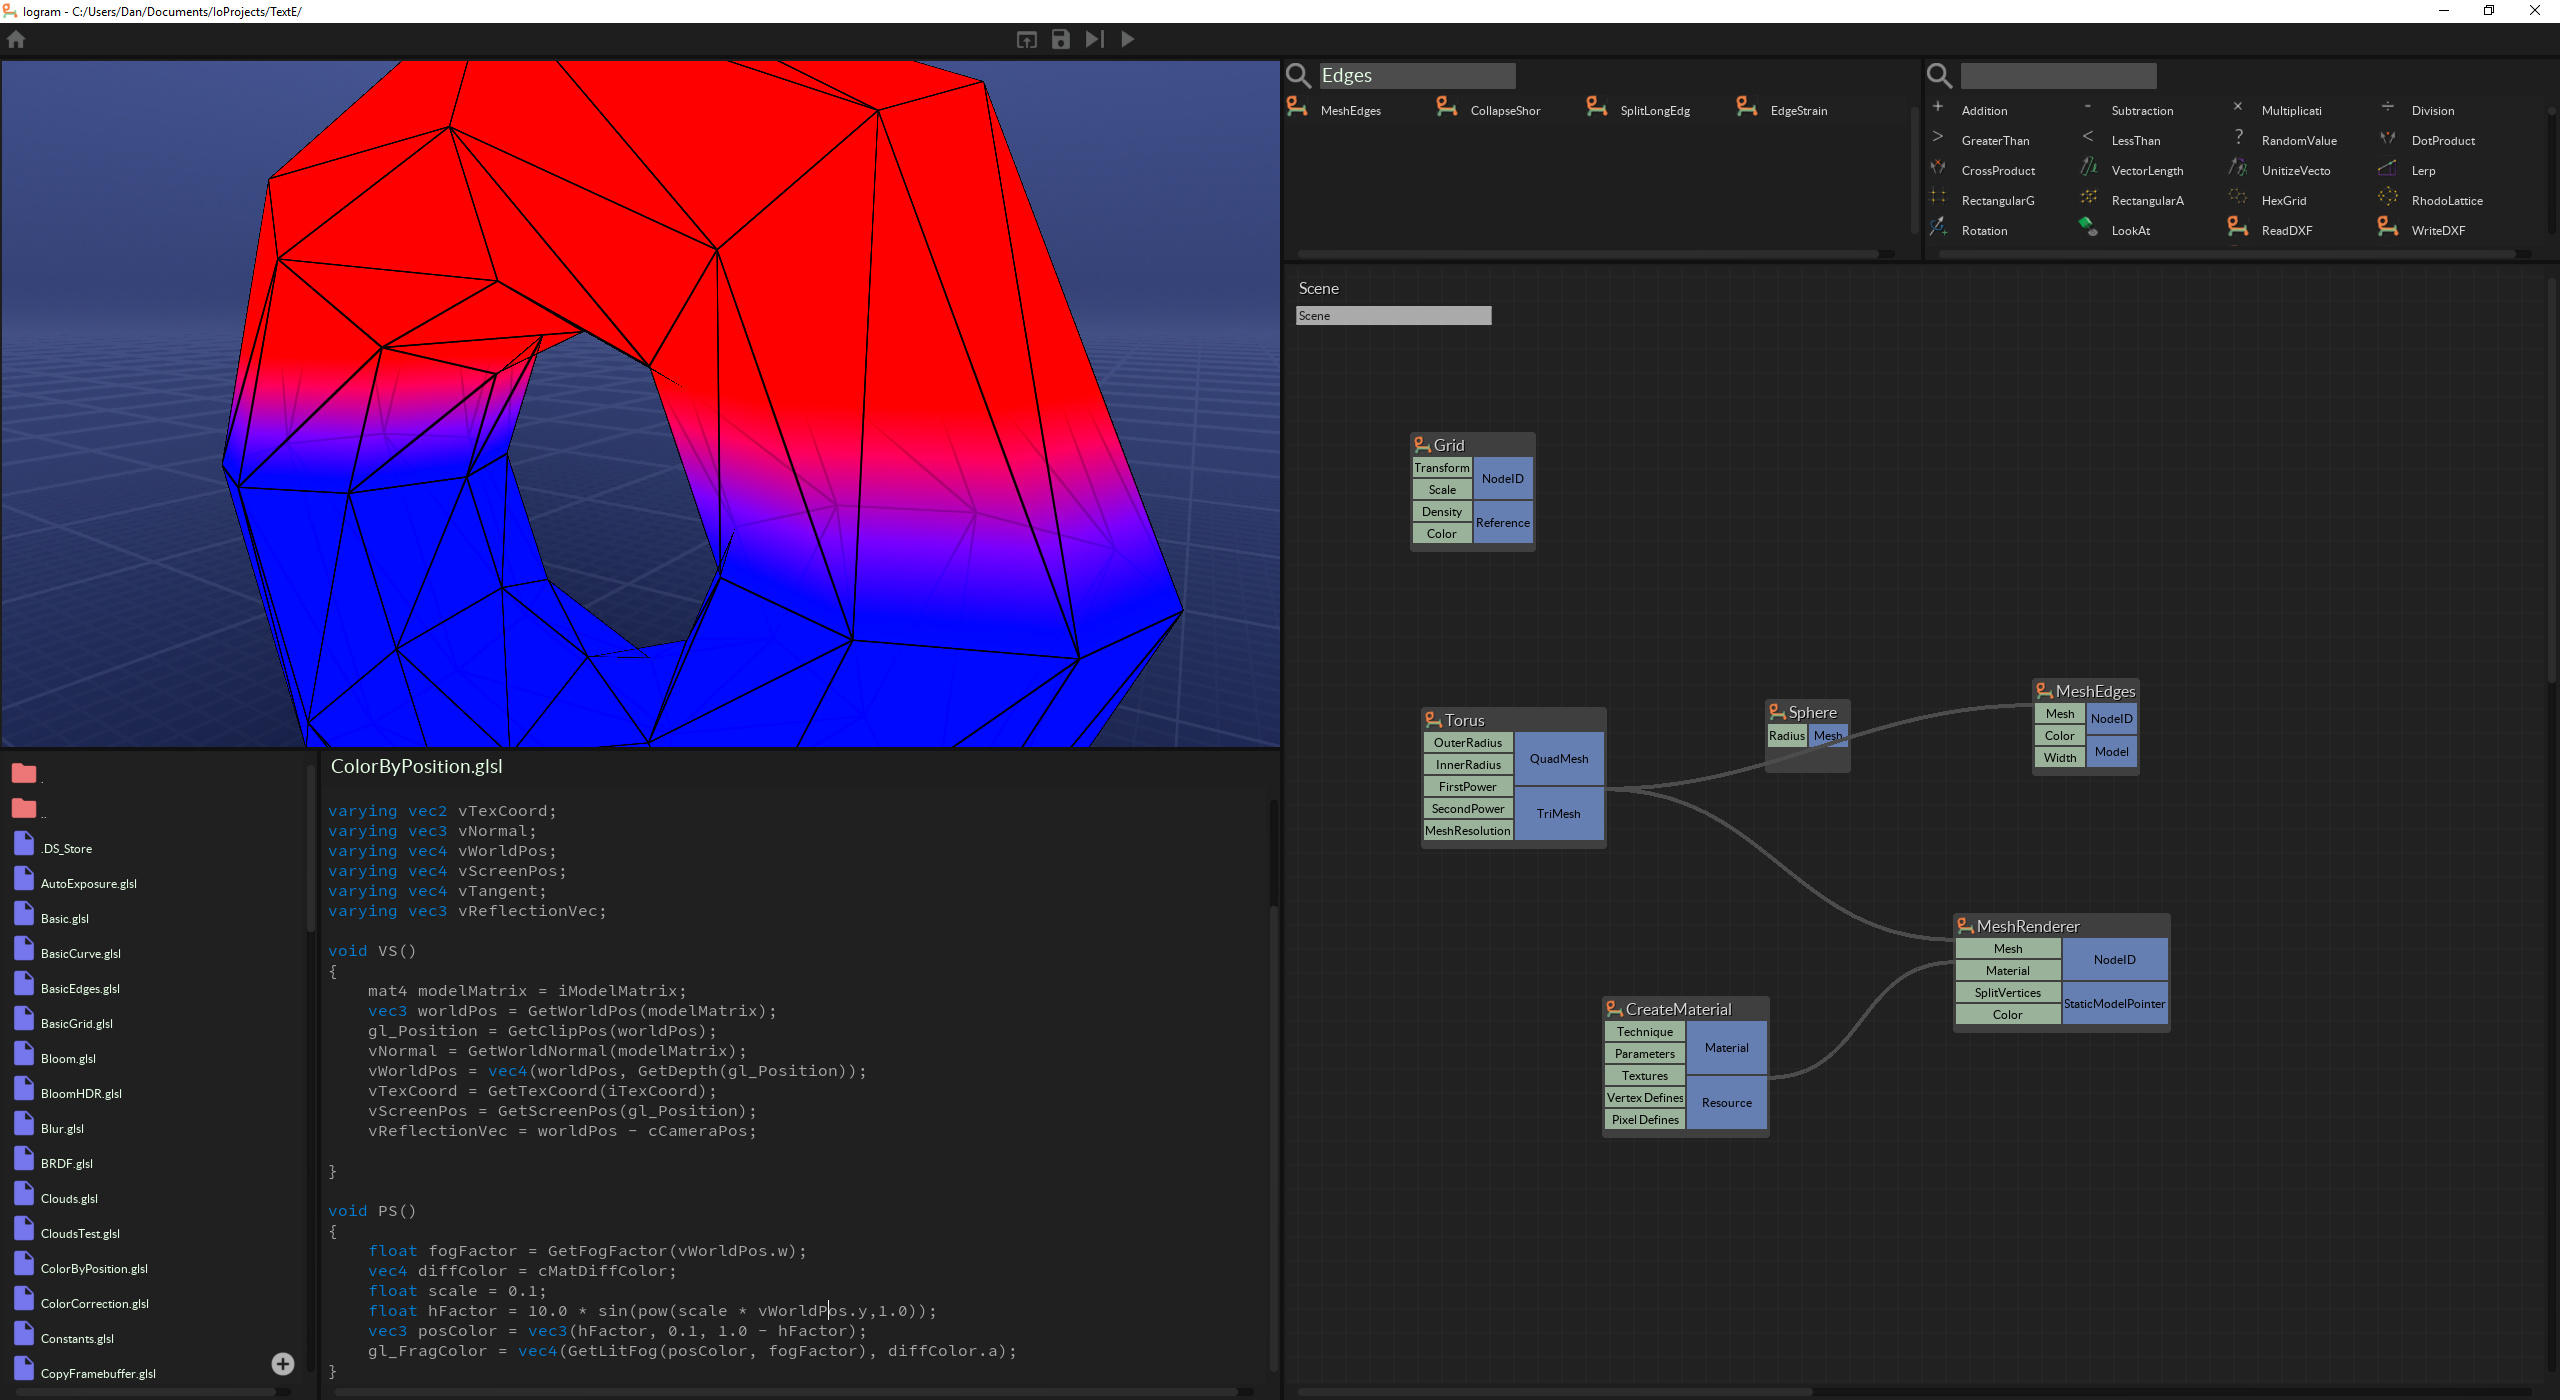 Iogram - C:/Users/Dan/Documents/IoProjects/TextE/
Edges
MeshEdges CollapseShor SplitLongEdg EdgeStrain
+ Addition - Subtraction × Multiplicati ÷ Division
> GreaterThan < LessThan ? RandomValue DotProduct
CrossProduct VectorLength UnitizeVecto Lerp
RectangularG RectangularA HexGrid RhodoLattice
Rotation LookAt ReadDXF WriteDXF
Scene
Scene
Grid
Transform
Scale
Density
Color
NodeID
Reference
Torus
OuterRadius
InnerRadius
FirstPower
SecondPower
MeshResolution
QuadMesh
TriMesh
Sphere
Radius Mesh
MeshEdges
Mesh
Color
Width
NodeID
Model
MeshRenderer
Mesh
Material
SplitVertices
Color
NodeID
StaticModelPointer
CreateMaterial
Technique
Parameters
Textures
Vertex Defines
Pixel Defines
Material
Resource
.
..
.DS_Store
AutoExposure.glsl
Basic.glsl
BasicCurve.glsl
BasicEdges.glsl
BasicGrid.glsl
Bloom.glsl
BloomHDR.glsl
Blur.glsl
BRDF.glsl
Clouds.glsl
CloudsTest.glsl
ColorByPosition.glsl
ColorCorrection.glsl
Constants.glsl
CopyFramebuffer.glsl
ColorByPosition.glsl
varying vec2 vTexCoord;
varying vec3 vNormal;
varying vec4 vWorldPos;
varying vec4 vScreenPos;
varying vec4 vTangent;
varying vec3 vReflectionVec;
void VS()
{
mat4 modelMatrix = iModelMatrix;
vec3 worldPos = GetWorldPos(modelMatrix);
gl_Position = GetClipPos(worldPos);
vNormal = GetWorldNormal(modelMatrix);
vWorldPos = vec4(worldPos, GetDepth(gl_Position));
vTexCoord = GetTexCoord(iTexCoord);
vScreenPos = GetScreenPos(gl_Position);
vReflectionVec = worldPos - cCameraPos;
}
void PS()
{
float fogFactor = GetFogFactor(vWorldPos.w);
vec4 diffColor = cMatDiffColor;
float scale = 0.1;
float hFactor = 10.0 * sin(pow(scale * vWorldPos.y,1.0));
vec3 posColor = vec3(hFactor, 0.1, 1.0 - hFactor);
gl_FragColor = vec4(GetLitFog(posColor, fogFactor), diffColor.a);
}